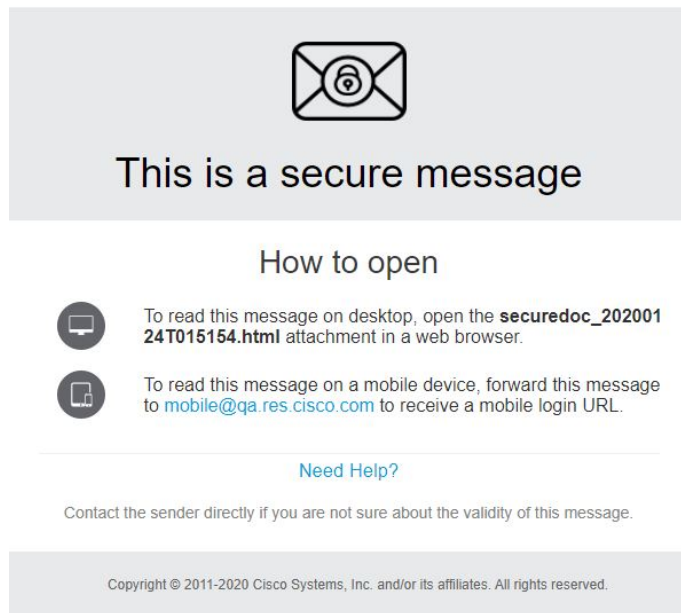 This is a secure message
How to open
To read this message on desktop, open the securedoc_202001
24T015154.html attachment in a web browser.
To read this message on a mobile device, forward this message
to mobile@qa.res.cisco.com to receive a mobile login URL.
Need Help?
Contact the sender directly if you are not sure about the validity of this message.
Copyright © 2011-2020 Cisco Systems, Inc. and/or its affiliates. All rights reserved.